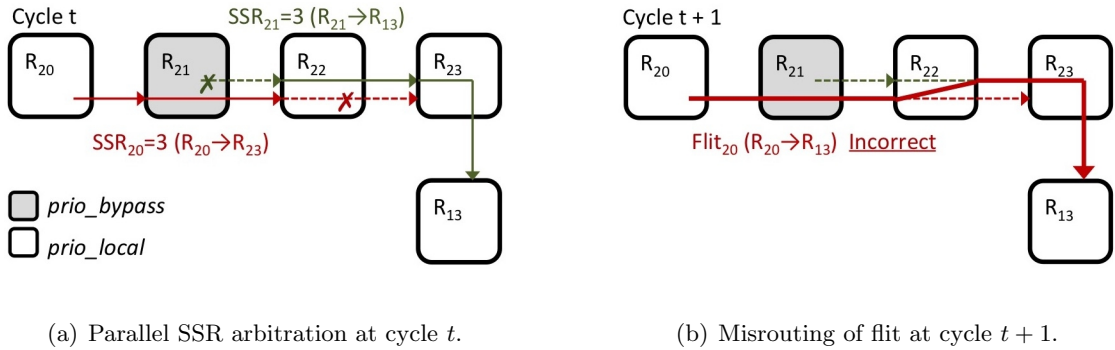 Cycle t
SSR21=3 (R21→R13)
R20
R21
R22
R23
SSR20=3 (R20→R23)
R13
prio_bypass
prio_local
(a) Parallel SSR arbitration at cycle t.
Cycle t + 1
R20
R21
R22
R23
Flit20 (R20→R13) Incorrect
R13
(b) Misrouting of flit at cycle t + 1.